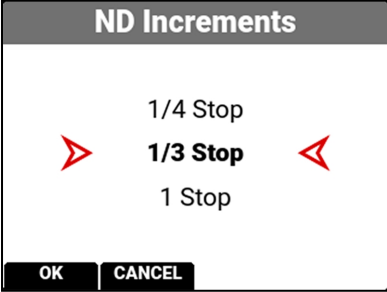 ND Increments
1/4 Stop
1/3 Stop
1 Stop
OK CANCEL